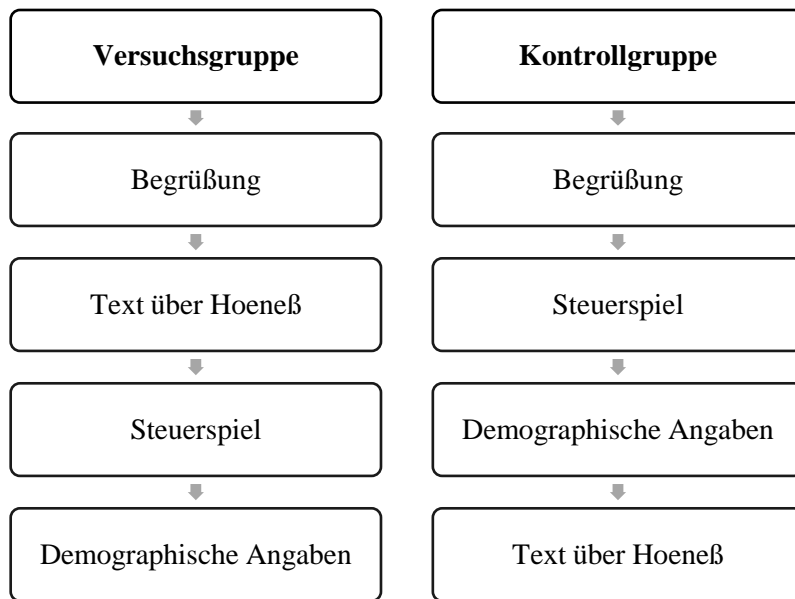 Versuchsgruppe
Begrüßung
Text über Hoeneß
Steuerspiel
Demographische Angaben
Kontrollgruppe
Begrüßung
Steuerspiel
Demographische Angaben
Text über Hoeneß